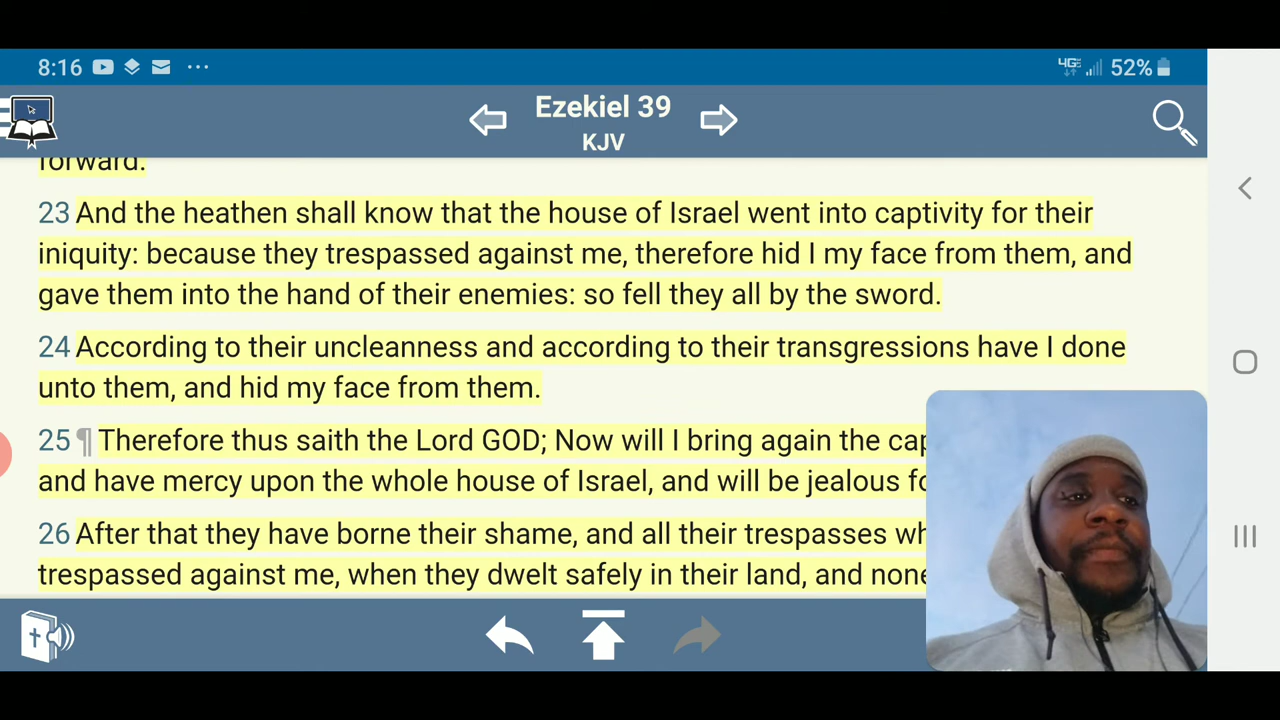 8:16 ... 4GE 52%
Ezekiel 39
KJV
forward.
23 And the heathen shall know that the house of Israel went into captivity for their
iniquity: because they trespassed against me, therefore hid I my face from them, and
gave them into the hand of their enemies: so fell they all by the sword.
24 According to their uncleanness and according to their transgressions have I done
unto them, and hid my face from them.
25 ¶ Therefore thus saith the Lord GOD; Now will I bring again the cap
and have mercy upon the whole house of Israel, and will be jealous fo
26 After that they have borne their shame, and all their trespasses wh
trespassed against me, when they dwelt safely in their land, and none